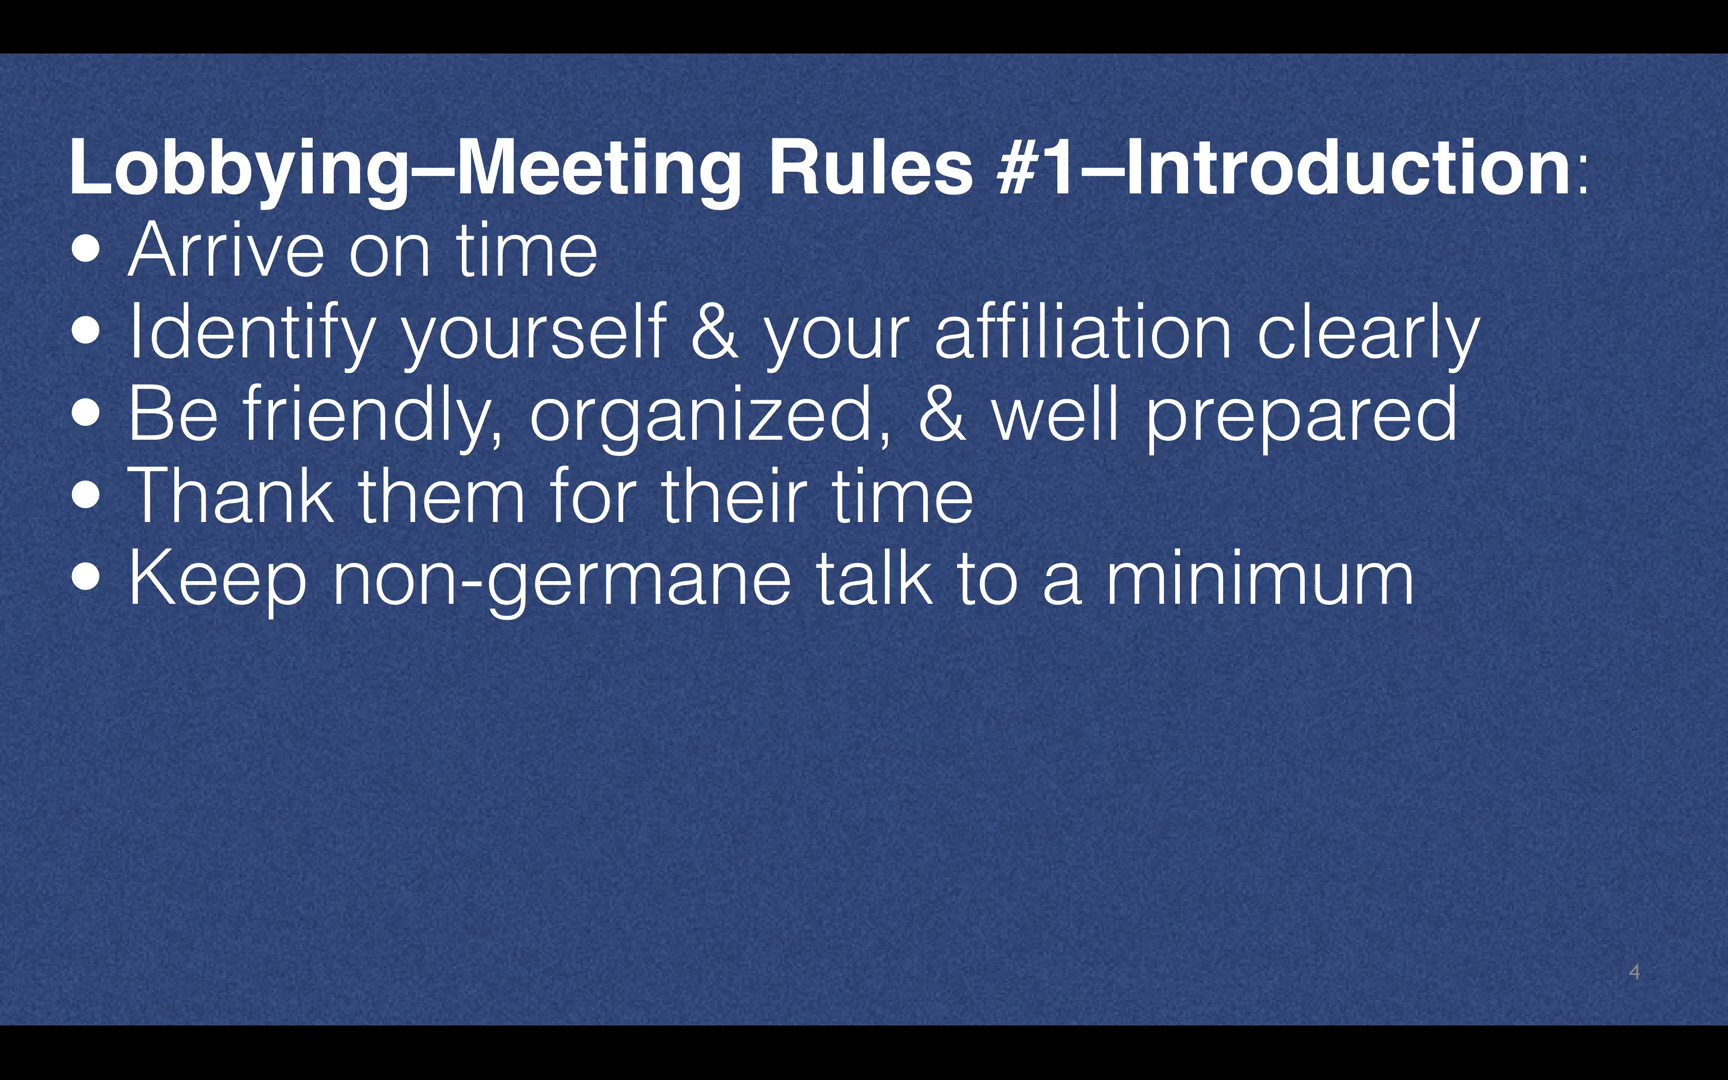 Lobbying–Meeting Rules #1–Introduction:
• Arrive on time
• Identify yourself & your affiliation clearly
• Be friendly, organized, & well prepared
• Thank them for their time
• Keep non-germane talk to a minimum
4